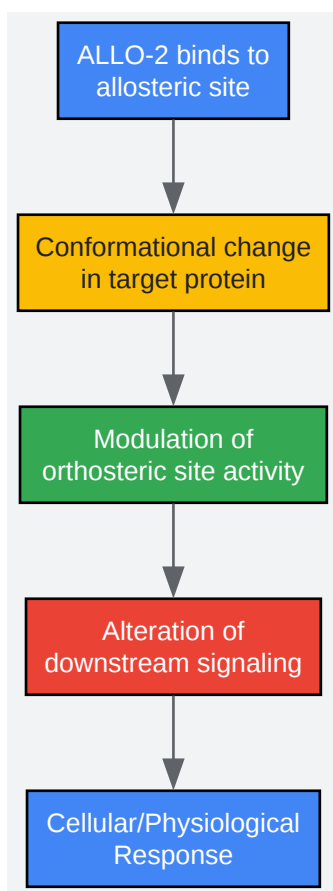 ALLO-2 binds to
allosteric site
Conformational change
in target protein
Modulation of
orthosteric site activity
Alteration of
downstream signaling
Cellular/Physiological
Response